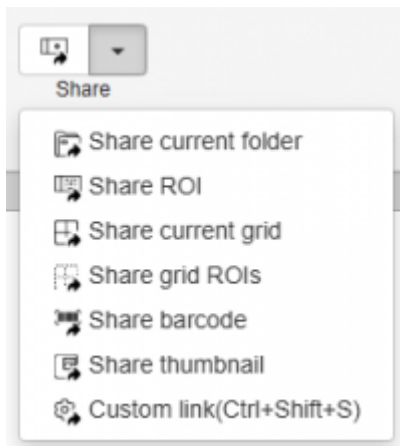 Share
Share current folder
Share ROI
Share current grid
Share grid ROIs
Share barcode
Share thumbnail
Custom link(Ctrl+Shift+S)